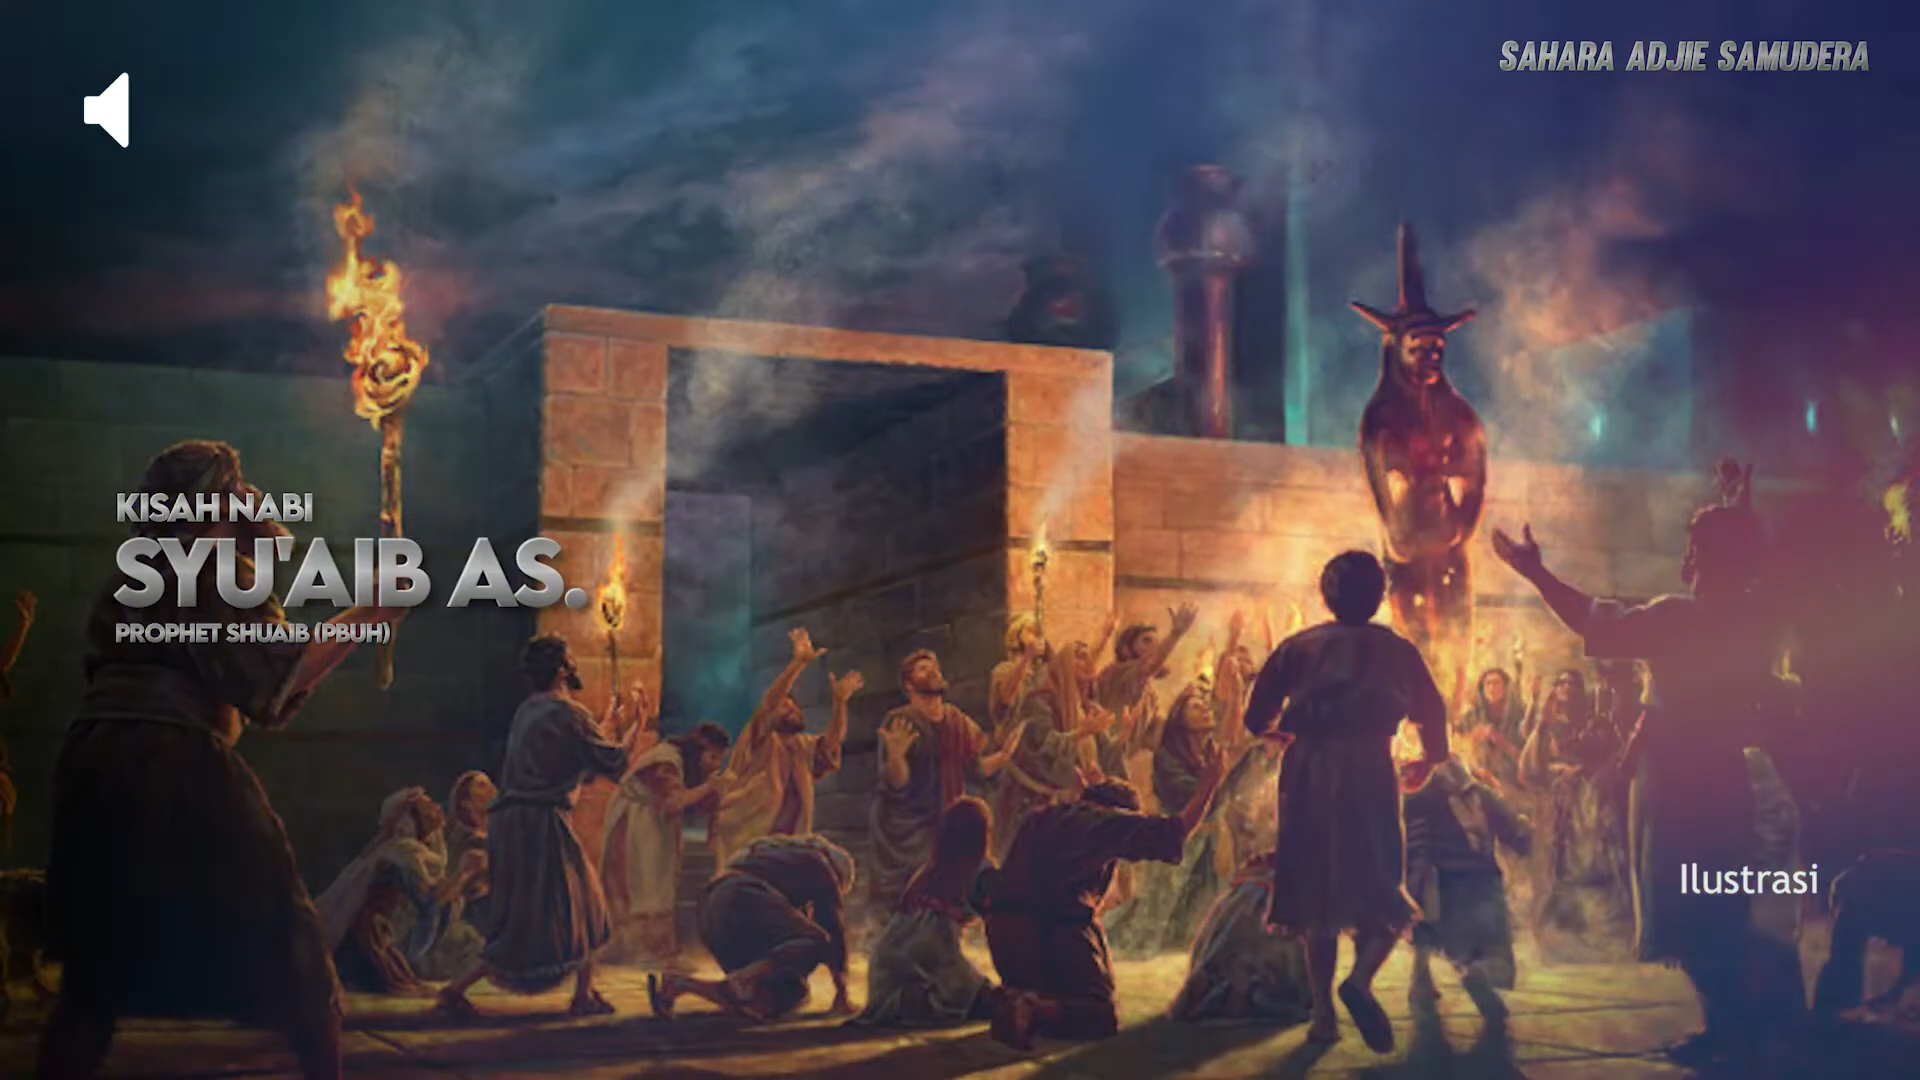 SAHARA ADJIE SAMUDERA
KISAH NABI
SYU'AIB AS.
PROPHET SHUAIB (PBUH)
Ilustrasi